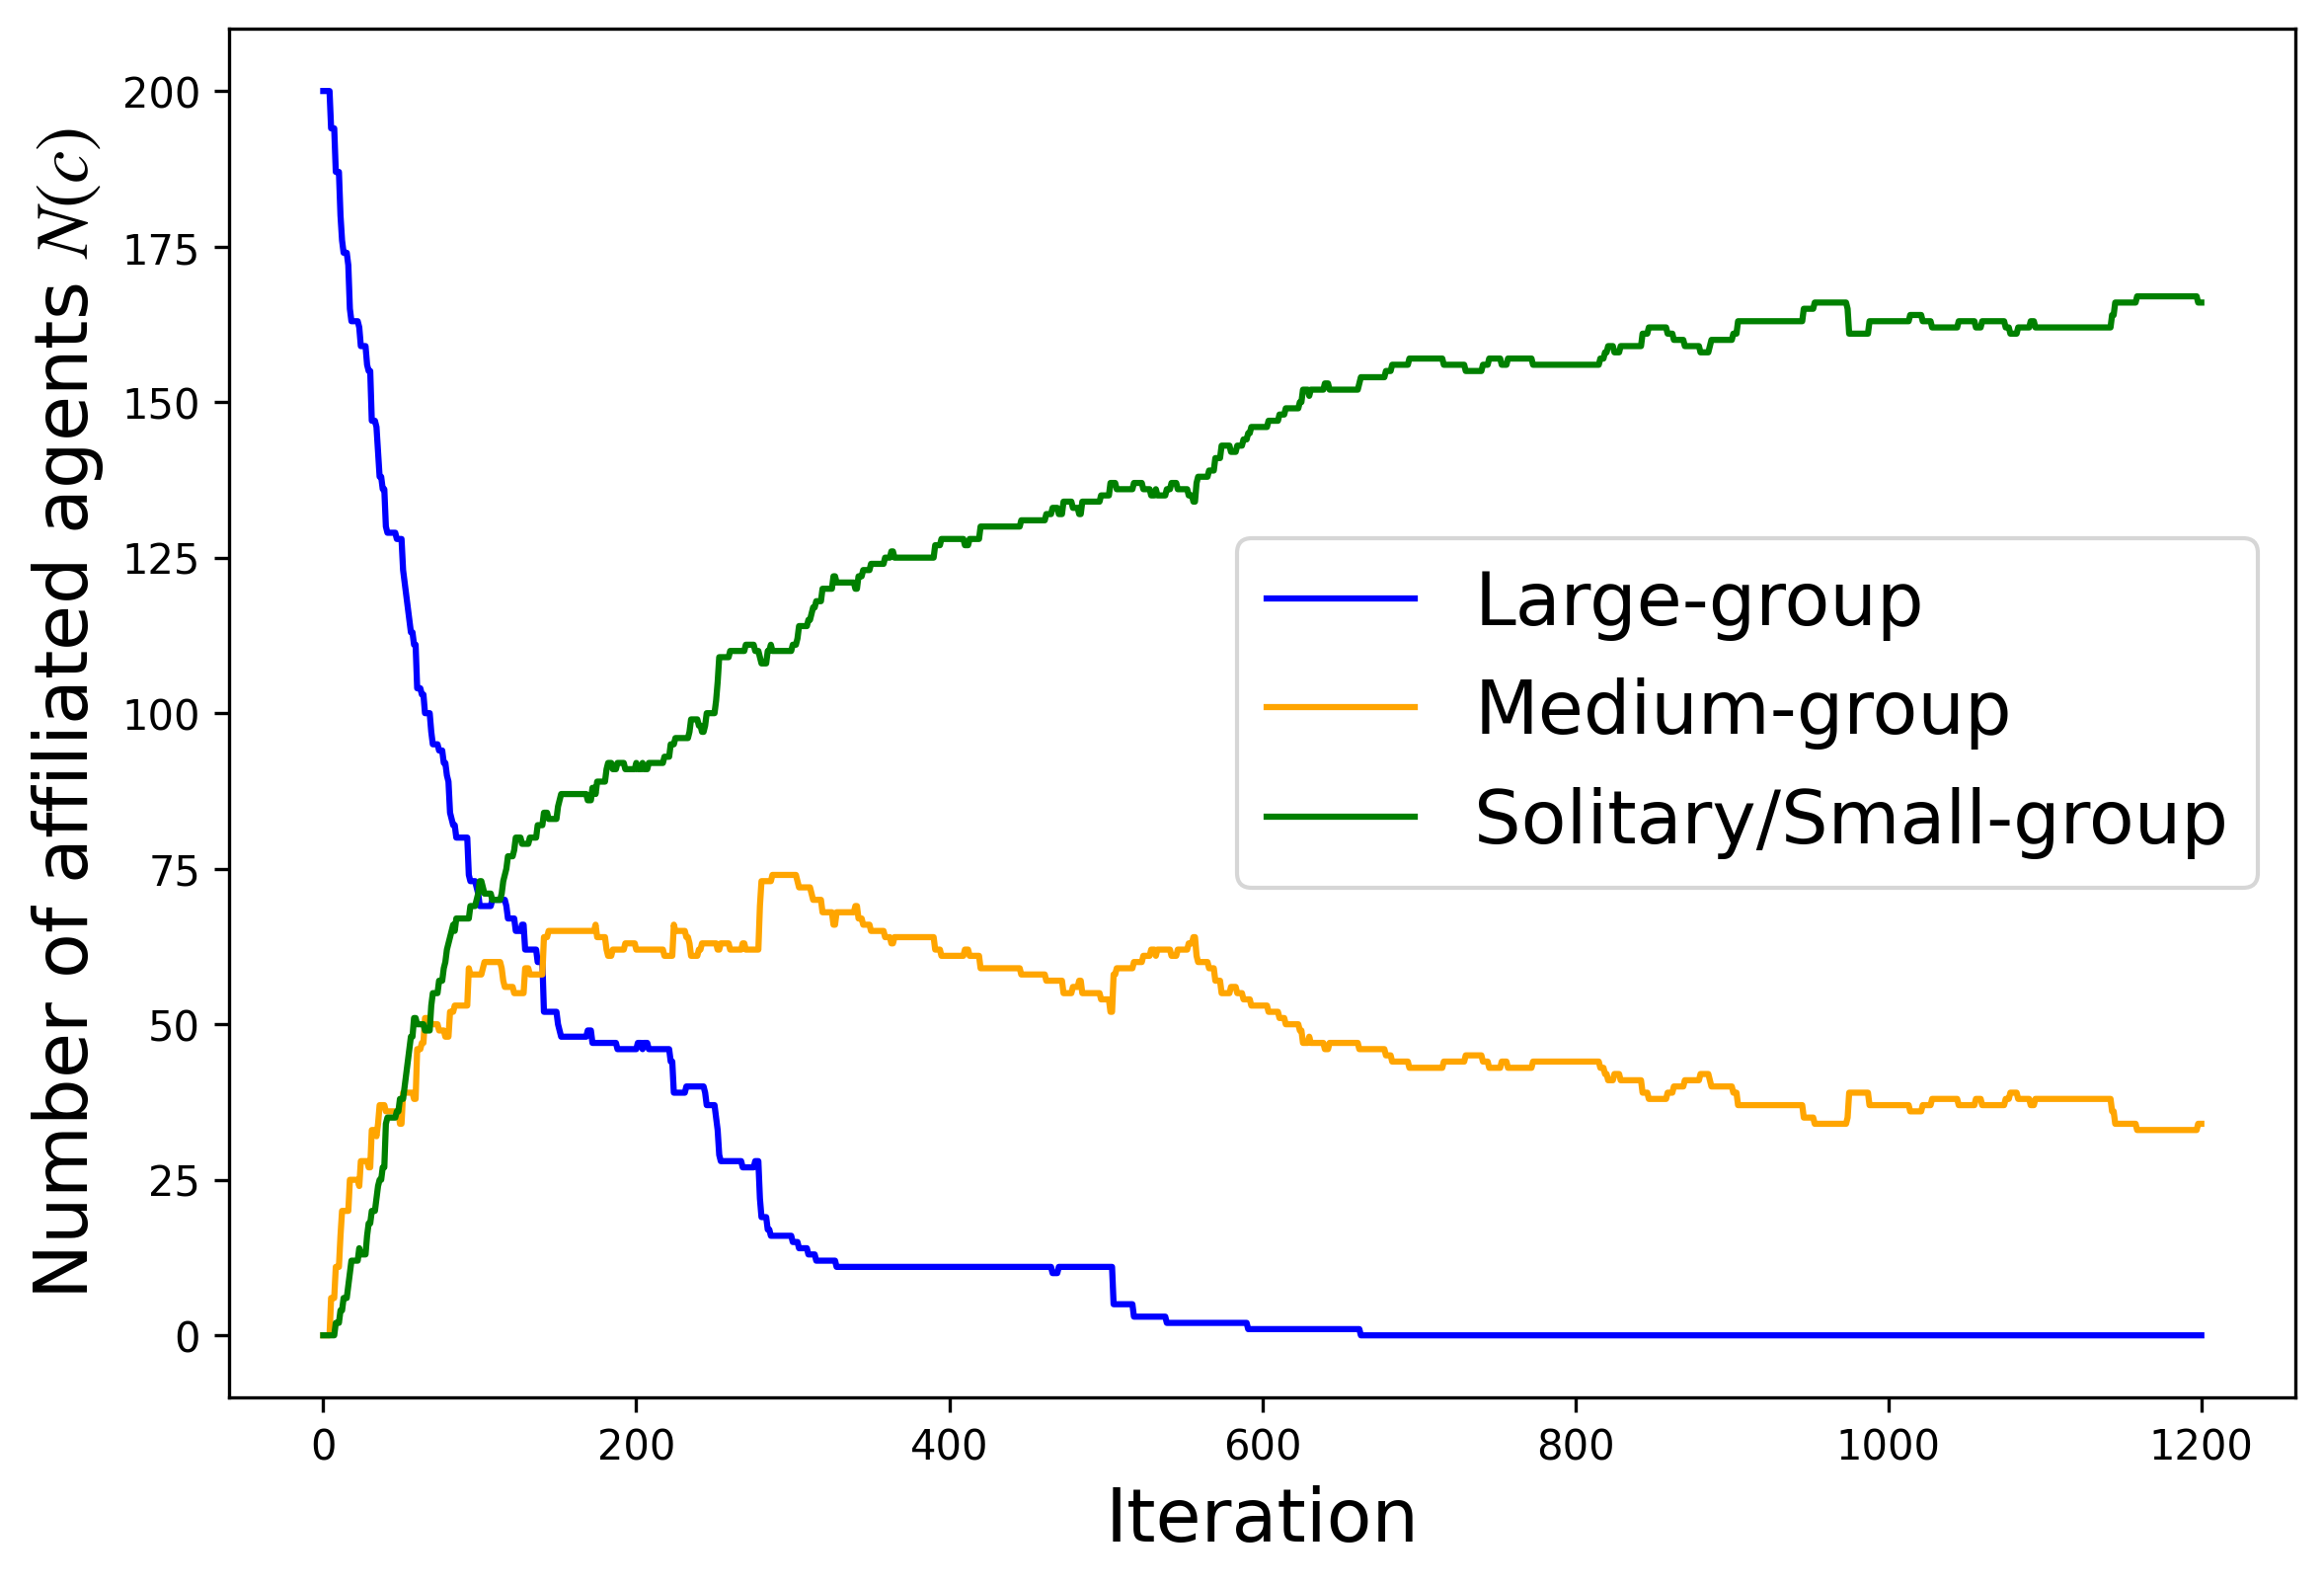 Number of affiliated agents N(c)
200
175
150
125
100
75
50
25
0
Large-group
Medium-group
Solitary/Small-group
0 200 400 600 800 1000 1200
Iteration